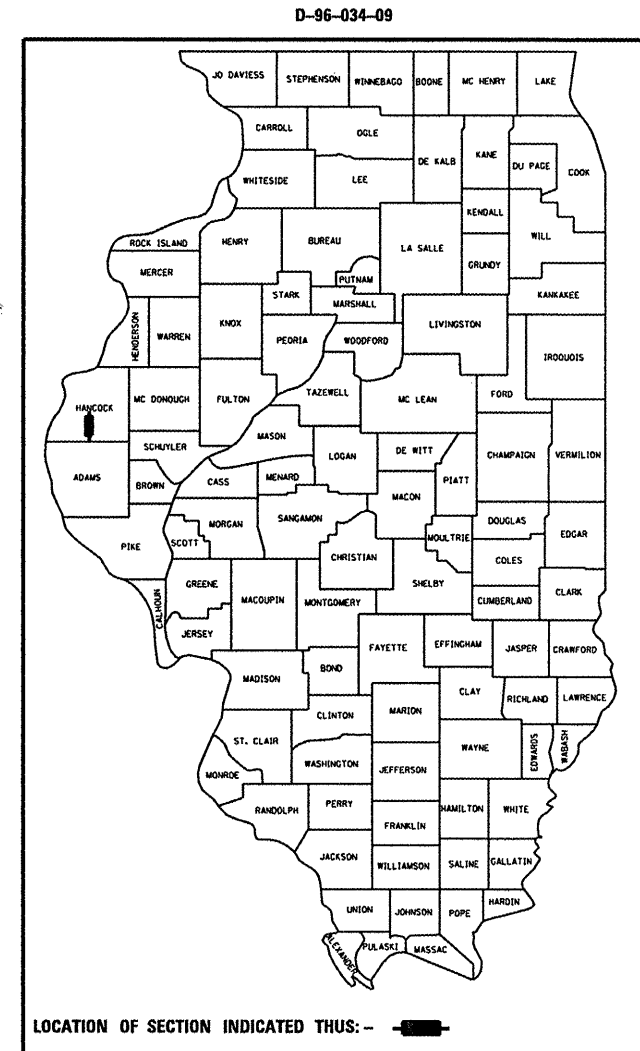 D-96-034-09
JO DAVIESS
STEPHENSON
WINNEBAGO
BOONE
MC HENRY
LAKE
CARROLL
OGLE
DE KALB
KANE
DU PAGE
COOK
WHITESIDE
LEE
KENDALL
WILL
ROCK ISLAND
HENRY
BUREAU
LA SALLE
GRUNDY
MERCER
PUTNAM
KANKAKEE
STARK
MARSHALL
HENDERSON
WARREN
KNOX
PEORIA
WOODFORD
LIVINGSTON
IROQUOIS
HANCOCK
MC DONOUGH
FULTON
TAZEWELL
MC LEAN
FORD
SCHUYLER
MASON
LOGAN
DE WITT
CHAMPAIGN
VERMILION
ADAMS
BROWN
CASS
MENARD
MACON
PIATT
PIKE
SCOTT
MORGAN
SANGAMON
CHRISTIAN
MOULTRIE
DOUGLAS
EDGAR
COLES
CALHOUN
GREENE
MACOUPIN
MONTGOMERY
SHELBY
CUMBERLAND
CLARK
JERSEY
FAYETTE
EFFINGHAM
JASPER
CRAWFORD
MADISON
BOND
CLAY
RICHLAND
LAWRENCE
CLINTON
MARION
ST. CLAIR
WAYNE
EDWARDS
WABASH
WASHINGTON
JEFFERSON
MONROE
RANDOLPH
PERRY
HAMILTON
WHITE
FRANKLIN
JACKSON
WILLIAMSON
SALINE
GALLATIN
UNION
JOHNSON
POPE
HARDIN
ALEXANDER
PULASKI
MASSAC
LOCATION OF SECTION INDICATED THUS: -